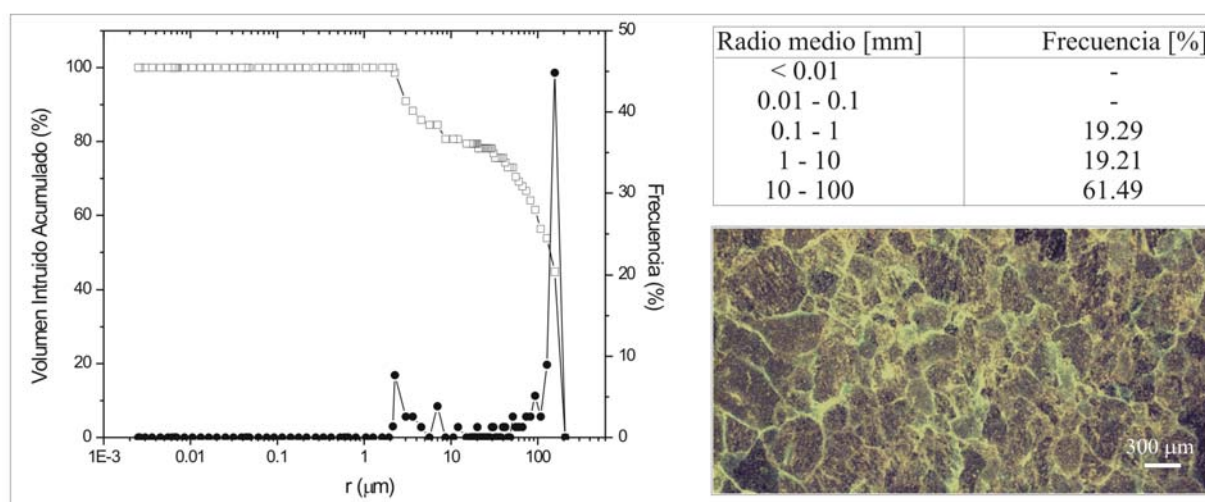 50
100
80
60
40
20
0
Volumen Intruido Acumulado (%)
40
30
20
10
0
Frecuencia (%)
1E-3 0.01 0.1 1 10 100
r (μm)
Radio medio [mm] Frecuencia [%]
< 0.01 -
0.01 - 0.1 -
0.1 - 1 19.29
1 - 10 19.21
10 - 100 61.49
300 μm